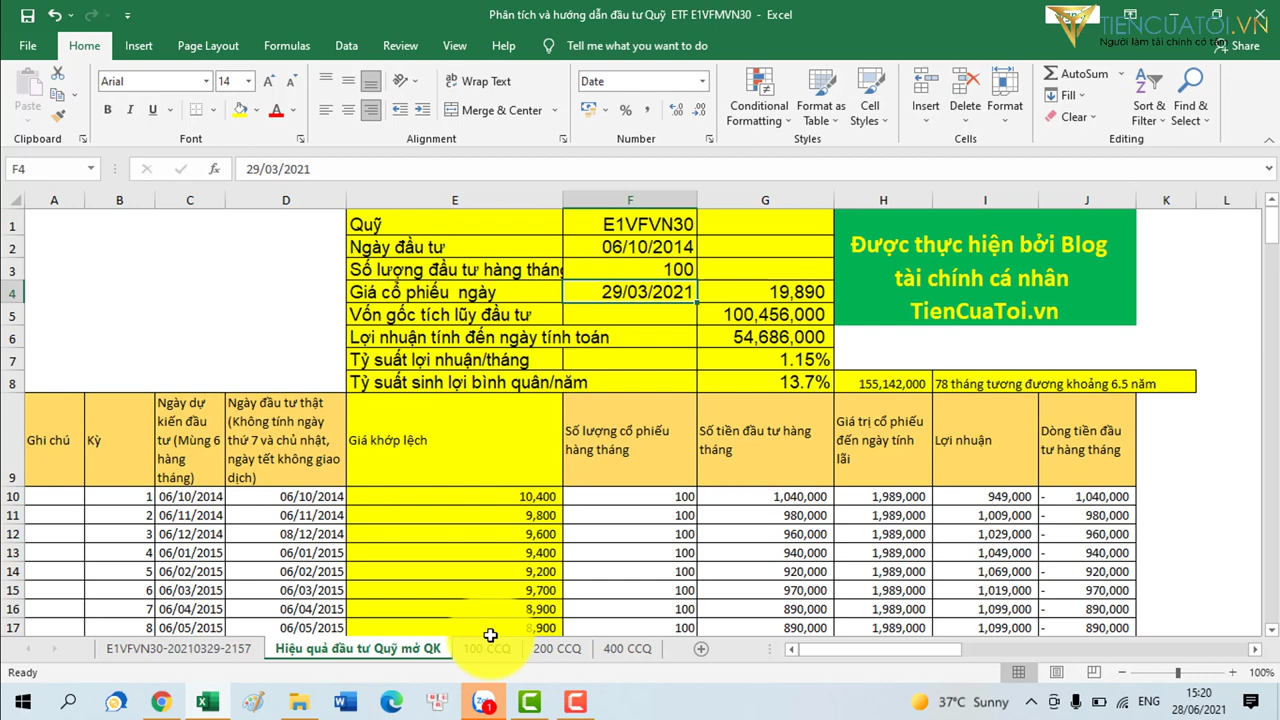 Phân tích và hướng dẫn đầu tư Quỹ ETF E1VFMVN30 - Excel
TIENCUATOI.VN
Người làm tài chính có tâm
File Home Insert Page Layout Formulas Data Review View Help Tell me what you want to do Share
Paste
Arial 14
B I U
Wrap Text
Merge & Center
Date
Conditional Formatting
Format as Table
Cell Styles
Insert Delete Format
AutoSum
Fill
Clear
Sort & Filter
Find & Select
Clipboard Font Alignment Number Styles Cells Editing
F4 29/03/2021
A B C D E F G H I J K L
1 Quỹ E1VFVN30
2 Ngày đầu tư 06/10/2014
3 Số lượng đầu tư hàng tháng 100
4 Giá cổ phiếu ngày 29/03/2021 19,890
5 Vốn gốc tích lũy đầu tư 100,456,000
6 Lợi nhuận tính đến ngày tính toán 54,686,000
7 Tỷ suất lợi nhuận/tháng 1.15%
8 Tỷ suất sinh lợi bình quân/năm 13.7% 155,142,000 78 tháng tương đương khoảng 6.5 năm
Được thực hiện bởi Blog
tài chính cá nhân
TienCuaToi.vn
9 Ghi chú Kỳ Ngày dự kiến đầu tư (Mùng 6 hàng tháng) Ngày đầu tư thật (Không tính ngày thứ 7 và chủ nhật, ngày tết không giao dịch) Giá khớp lệch Số lượng cổ phiếu hàng tháng Số tiền đầu tư hàng tháng Giá trị cổ phiếu đến ngày tính lãi Lợi nhuận Dòng tiền đầu tư hàng tháng
10 1 06/10/2014 06/10/2014 10,400 100 1,040,000 1,989,000 949,000 - 1,040,000
11 2 06/11/2014 06/11/2014 9,800 100 980,000 1,989,000 1,009,000 - 980,000
12 3 06/12/2014 08/12/2014 9,600 100 960,000 1,989,000 1,029,000 - 960,000
13 4 06/01/2015 06/01/2015 9,400 100 940,000 1,989,000 1,049,000 - 940,000
14 5 06/02/2015 06/02/2015 9,200 100 920,000 1,989,000 1,069,000 - 920,000
15 6 06/03/2015 06/03/2015 9,700 100 970,000 1,989,000 1,019,000 - 970,000
16 7 06/04/2015 06/04/2015 8,900 100 890,000 1,989,000 1,099,000 - 890,000
17 8 06/05/2015 06/05/2015 8,900 100 890,000 1,989,000 1,099,000 - 890,000
E1VFVN30-20210329-2157 Hiệu quả đầu tư Quỹ mở QK 100 CCQ 200 CCQ 400 CCQ
Ready 100%
37°C Sunny ENG 15:20
28/06/2021